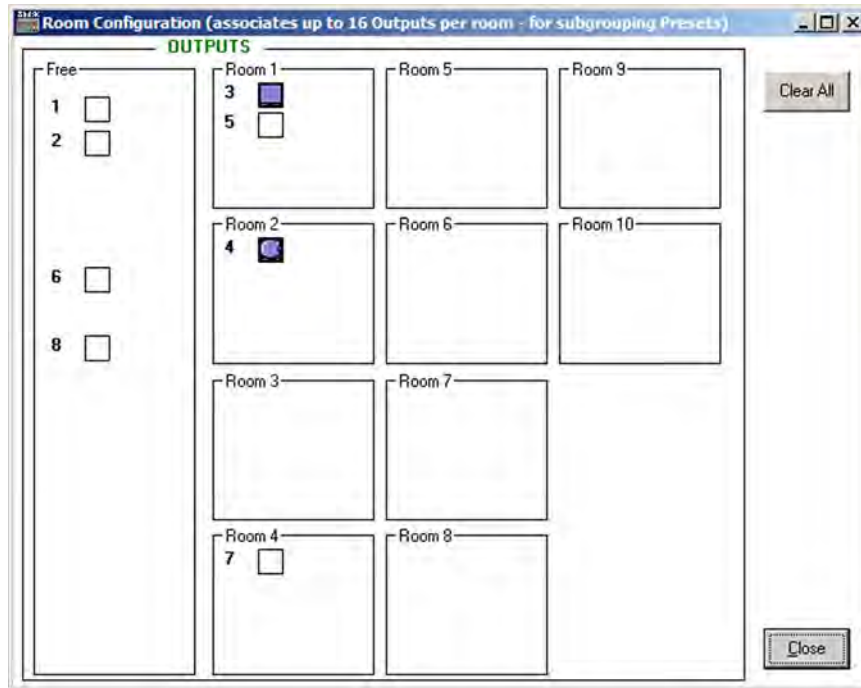 Room Configuration (associates up to 16 Outputs per room - for subgrouping Presets)
OUTPUTS
Free
1
2
6
8
Room 1
3
5
Room 2
4
Room 3
Room 4
7
Room 5
Room 6
Room 7
Room 8
Room 9
Room 10
Clear All
Close